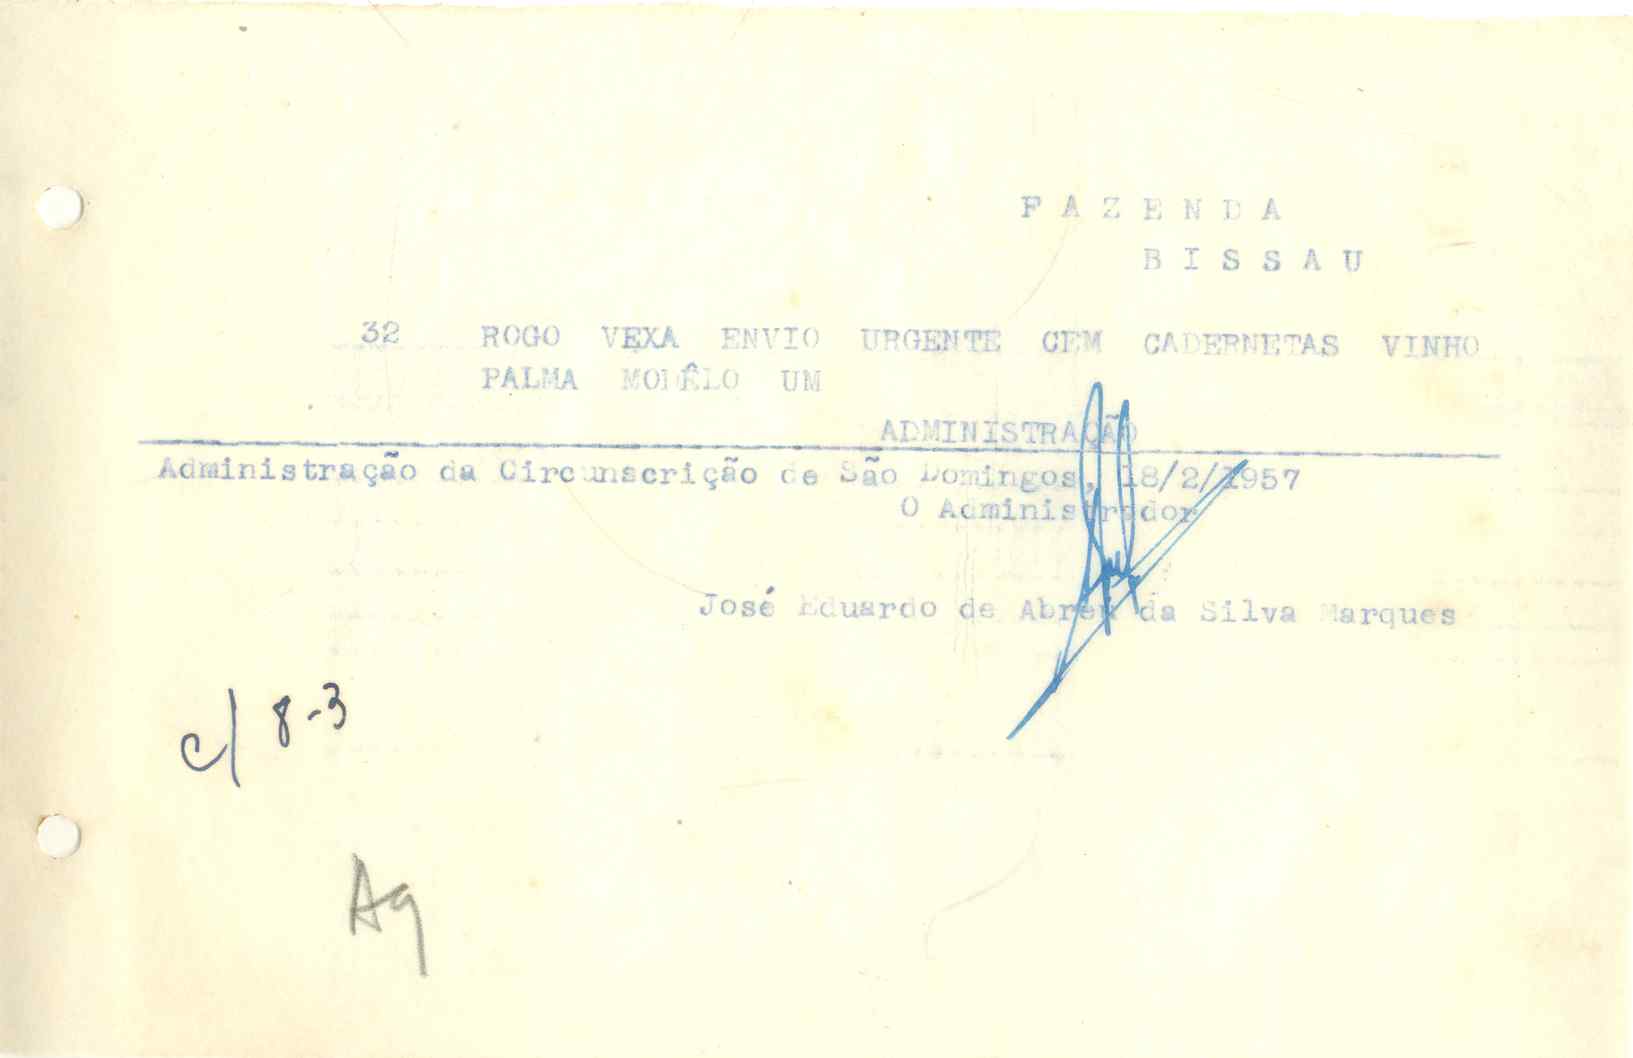 F A Z E N D A
B I S S A U
32 ROGO VEXA ENVIO URGENTE CEM CADERNETAS VINHO
PALMA MODÊLO UM
ADMINISTRAÇÃO
Administração da Circunscrição de São Domingos, 18/2/1957
O Administrador
José Eduardo de Abreu da Silva Marques
c/ 8-3
Ag